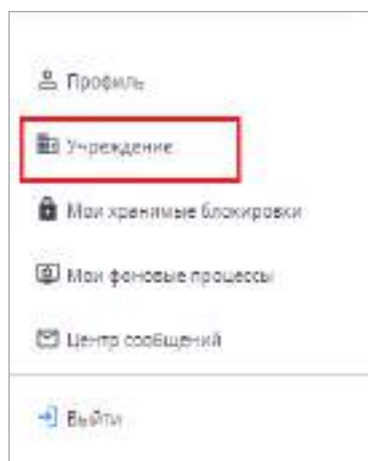 Профиль
Учреждение
Мои хранимые блокировки
Мои фоновые процессы
Центр сообщений
Выйти